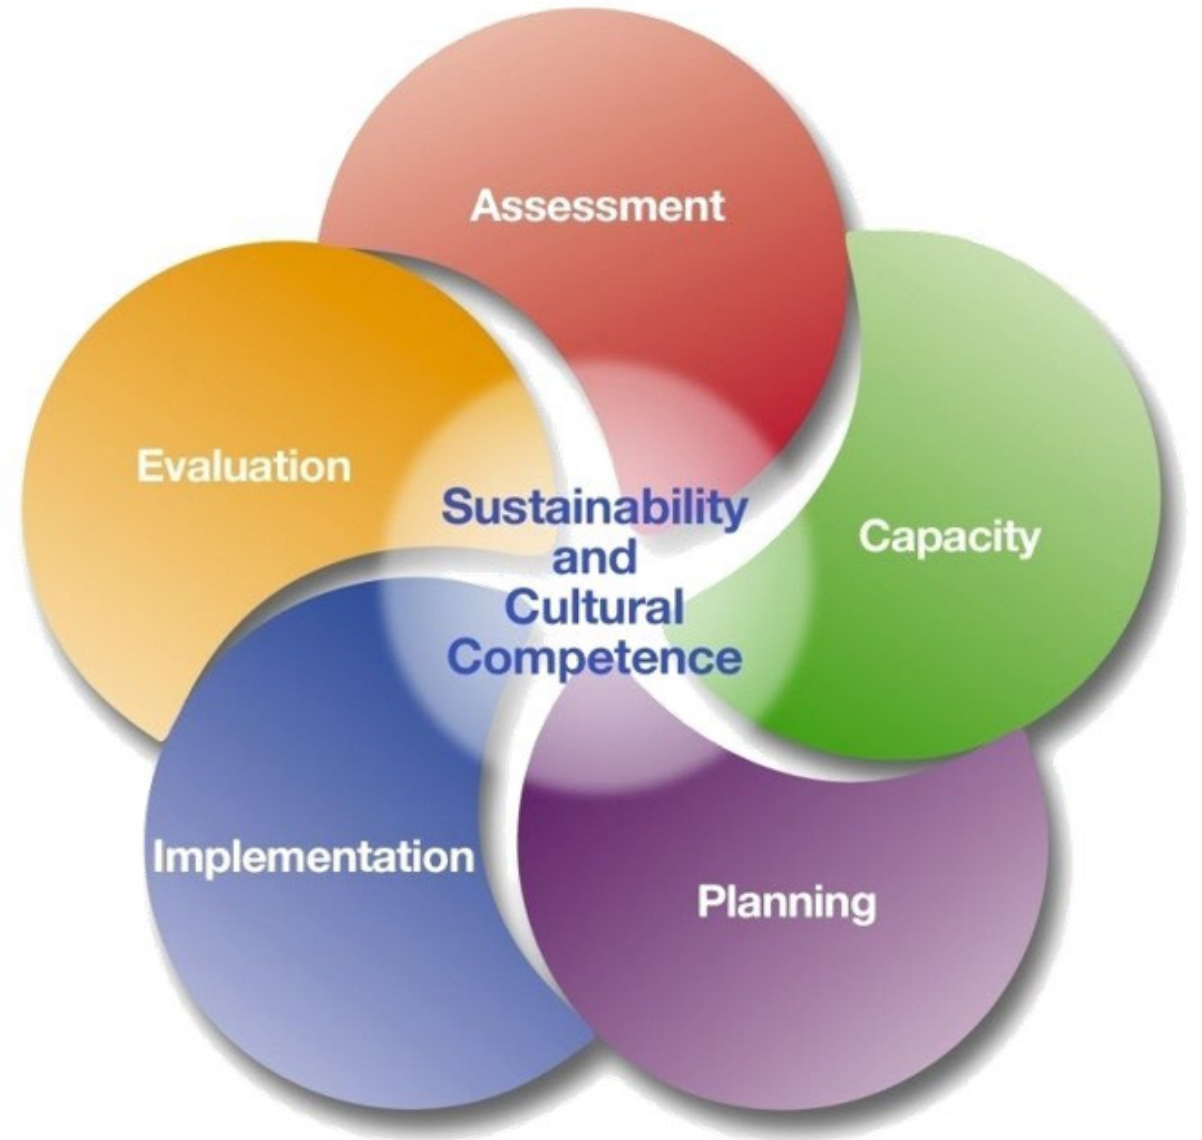 Assessment
Evaluation
Capacity
Sustainability
and
Cultural
Competence
Implementation
Planning